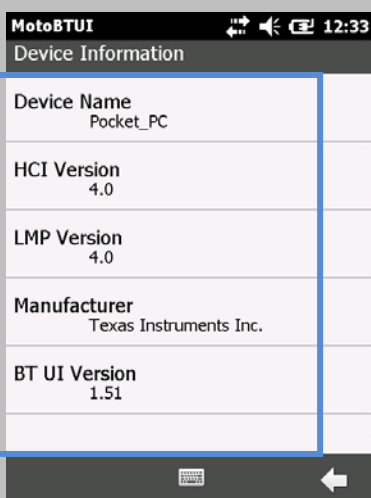 MotoBTUI 12:33
Device Information
Device Name
Pocket_PC
HCI Version
4.0
LMP Version
4.0
Manufacturer
Texas Instruments Inc.
BT UI Version
1.51